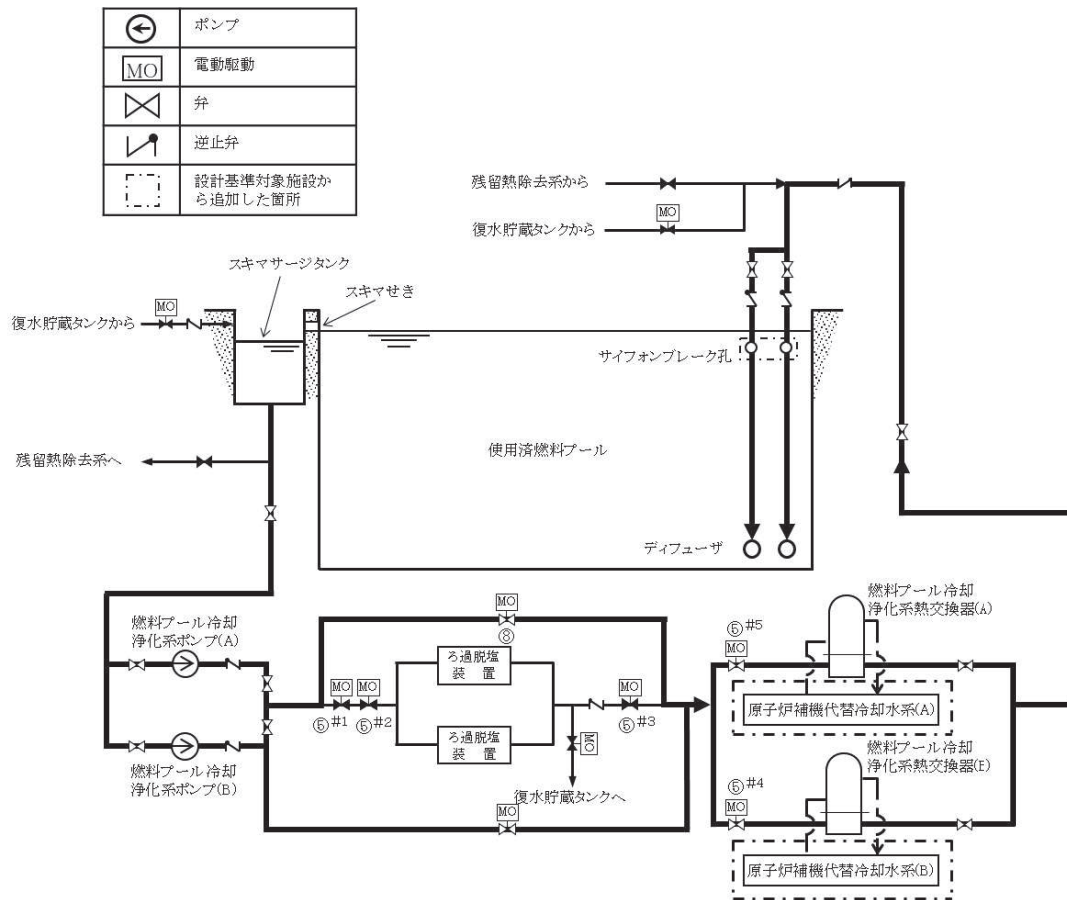 ポンプ
MO
電動駆動
弁
逆止弁
設計基準対象施設か
ら追加した箇所
残留熱除去系から
MO
復水貯蔵タンクから
スキマサージタンク
スキマせき
MO
復水貯蔵タンクから
サイフォンブレーク孔
使用済燃料プール
残留熱除去系へ
ディフューザ
燃料プール冷却
浄化系ポンプ(A)
燃料プール冷却
浄化系ポンプ(B)
MO
⑧
ろ過脱塩
装 置
MO
MO
⑤#1
⑤#2
MO
⑤#3
ろ過脱塩
装 置
MO
復水貯蔵タンクへ
MO
燃料プール冷却
浄化系熱交換器(A)
⑤#5
MO
原子炉補機代替冷却水系(A)
燃料プール冷却
浄化系熱交換器(E)
⑤#4
MO
原子炉補機代替冷却水系(B)